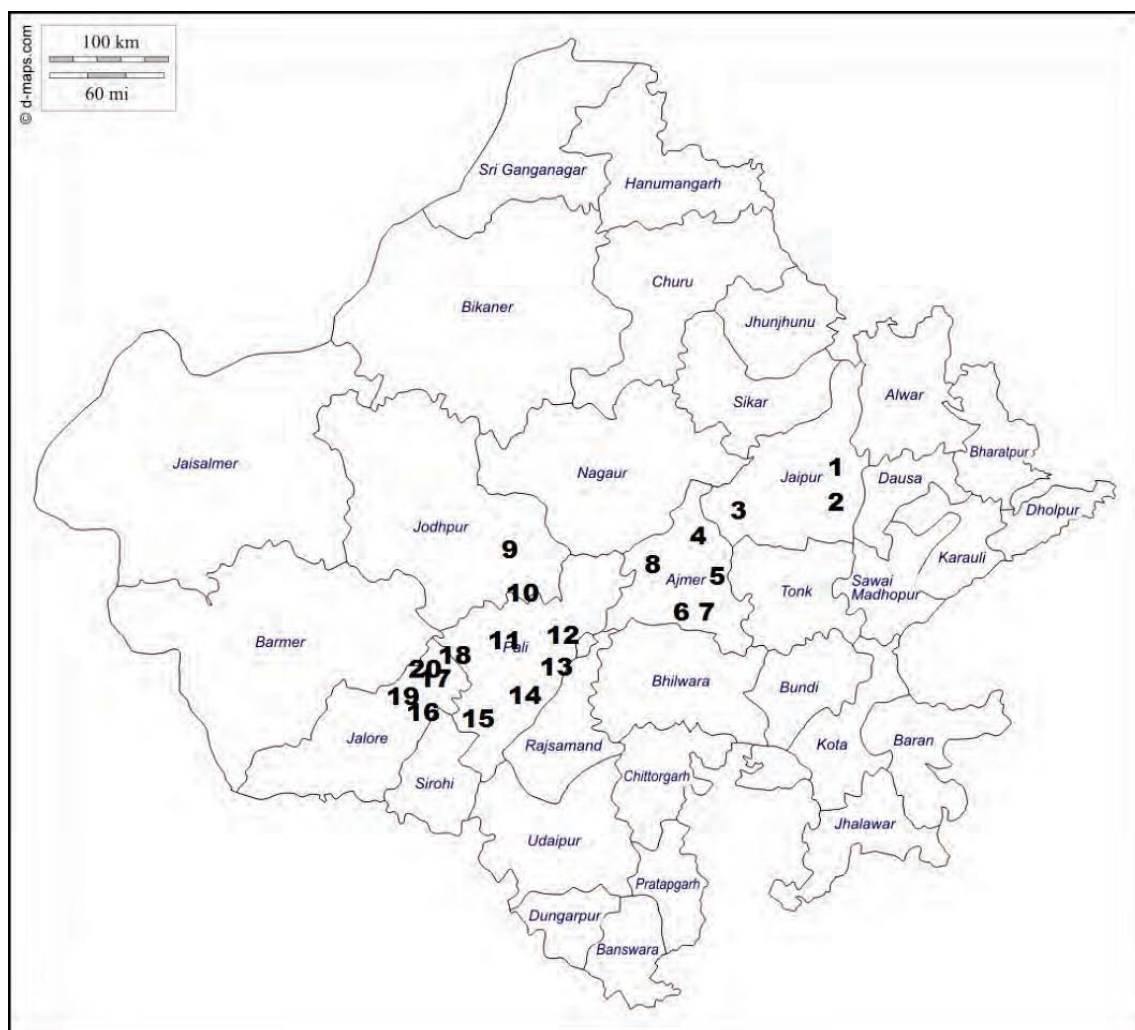 100 km
60 mi
© d-maps.com
Sri Ganganagar
Hanumangarh
Churu
Bikaner
Jhunjhunu
Sikar
Alwar
Jaisalmer
Nagaur
Jaipur
1
Dausa
Bharatpur
2
3
Dholpur
Jodhpur
4
9
8
Ajmer
5
Karauli
Tonk
Sawai
Madhopur
10
6
7
Barmer
11
Pali
12
18
20
17
13
Bhilwara
Bundi
19
14
16
15
Jalore
Rajsamand
Kota
Baran
Sirohi
Chittorgarh
Jhalawar
Udaipur
Pratapgarh
Dungarpur
Banswara